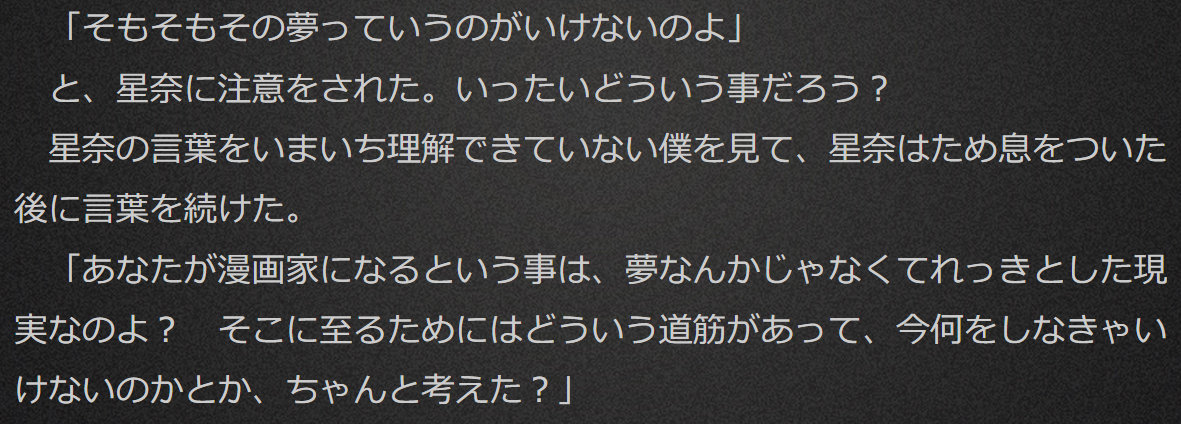 「そもそもその夢っていうのがいけないのよ」
　と、星奈に注意をされた。いったいどういう事だろう？
　星奈の言葉をいまいち理解できていない僕を見て、星奈はため息をついた
後に言葉を続けた。
「あなたが漫画家になるという事は、夢なんかじゃなくてれっきとした現
実なのよ？　そこに至るためにはどういう道筋があって、今何をしなきゃい
けないのかとか、ちゃんと考えた？」